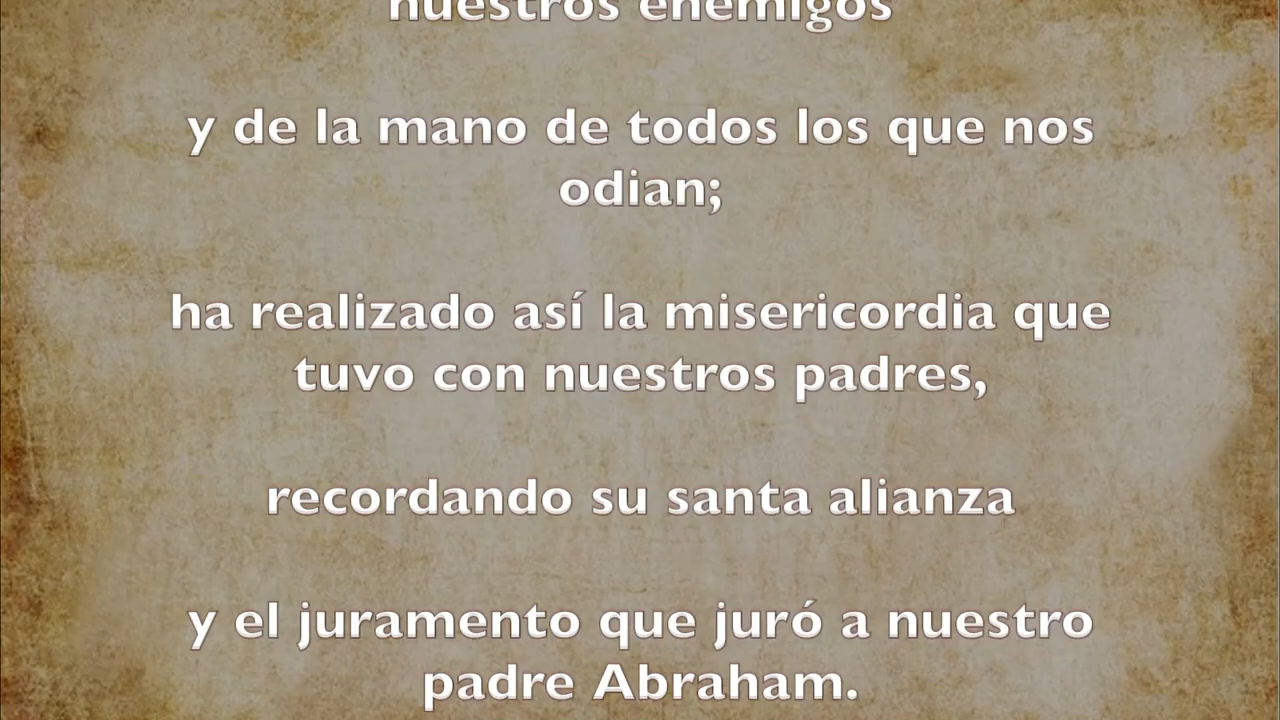 nuestros enemigos
y de la mano de todos los que nos
odian;
ha realizado así la misericordia que
tuvo con nuestros padres,
recordando su santa alianza
y el juramento que juró a nuestro
padre Abraham.